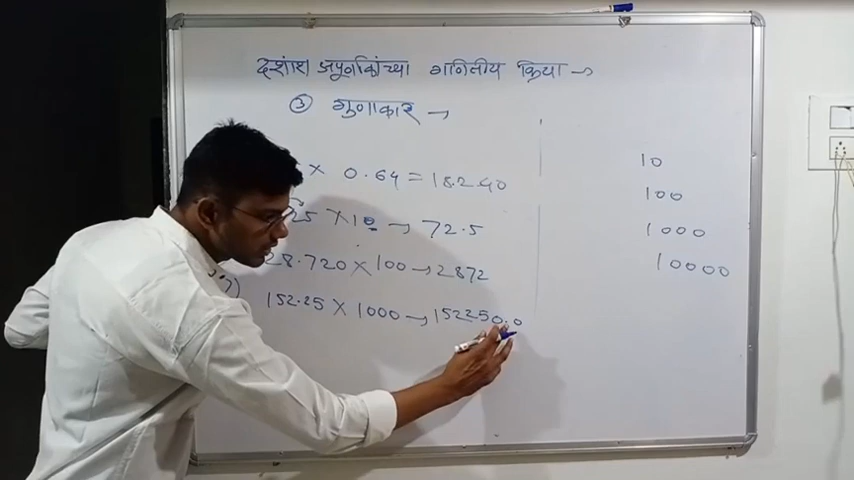 दशांश अपूर्णांकांच्या गणितीय क्रिया →
③ गुणाकार →
× 0.64 = 18.240
25 × 10 → 72.5
28.720 × 100 → 2872
152.25 × 1000 → 152250.0
10
100
1000
10000